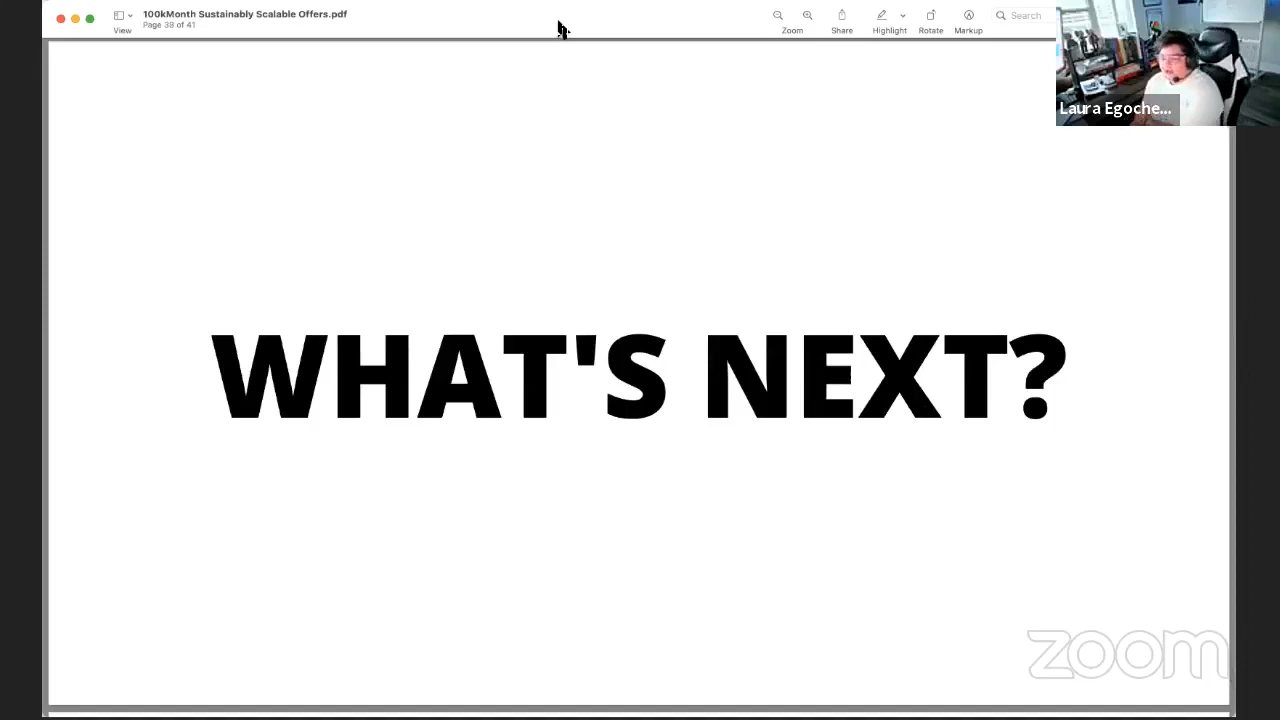 100kMonth Sustainably Scalable Offers.pdf
Page 39 of 41
View
Zoom
Share
Highlight
Rotate
Markup
Search
Laura Egoche...
WHAT'S NEXT?
zoom